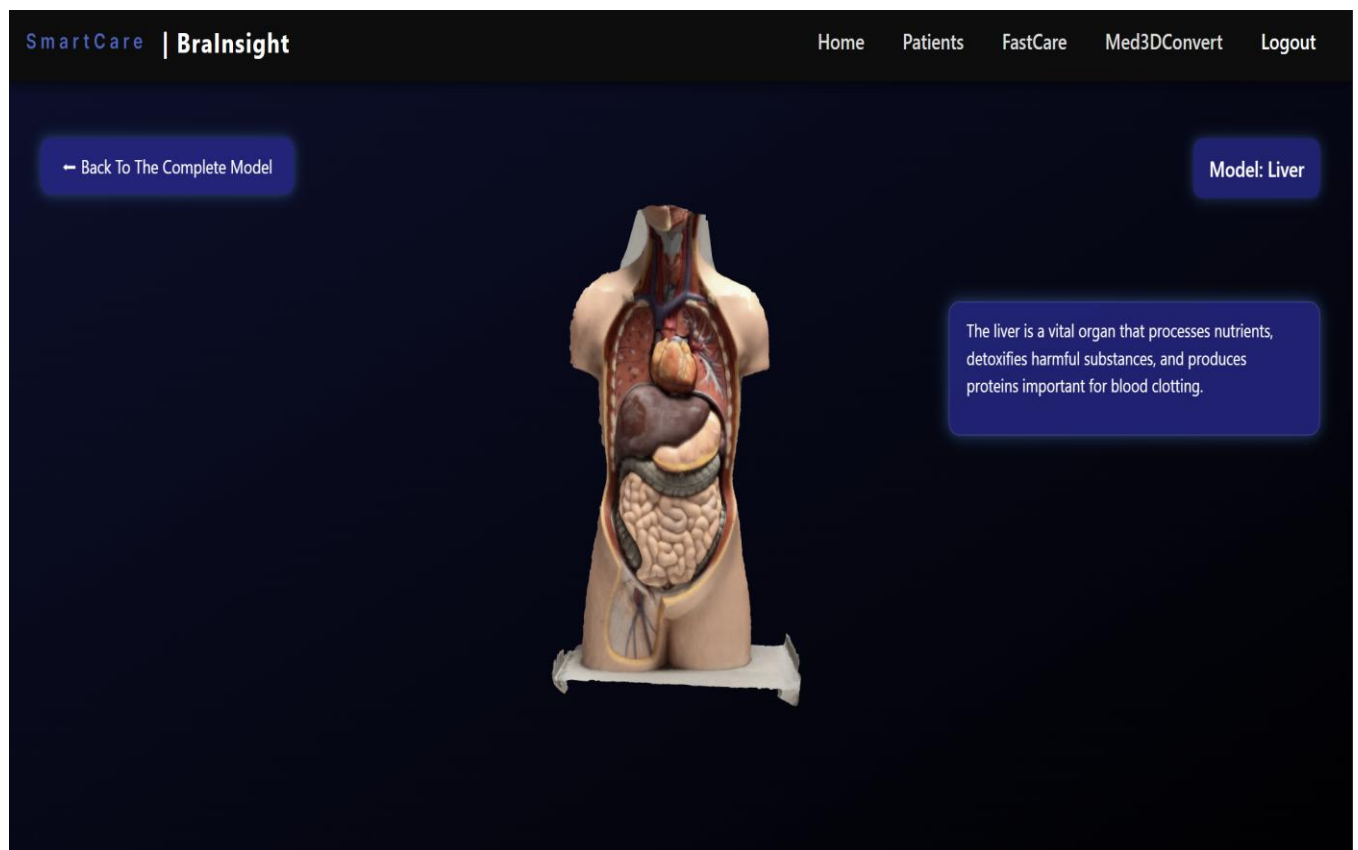 SmartCare | BraInsight
Home Patients FastCare Med3DConvert Logout
⬅ Back To The Complete Model
Model: Liver
The liver is a vital organ that processes nutrients,
detoxifies harmful substances, and produces
proteins important for blood clotting.